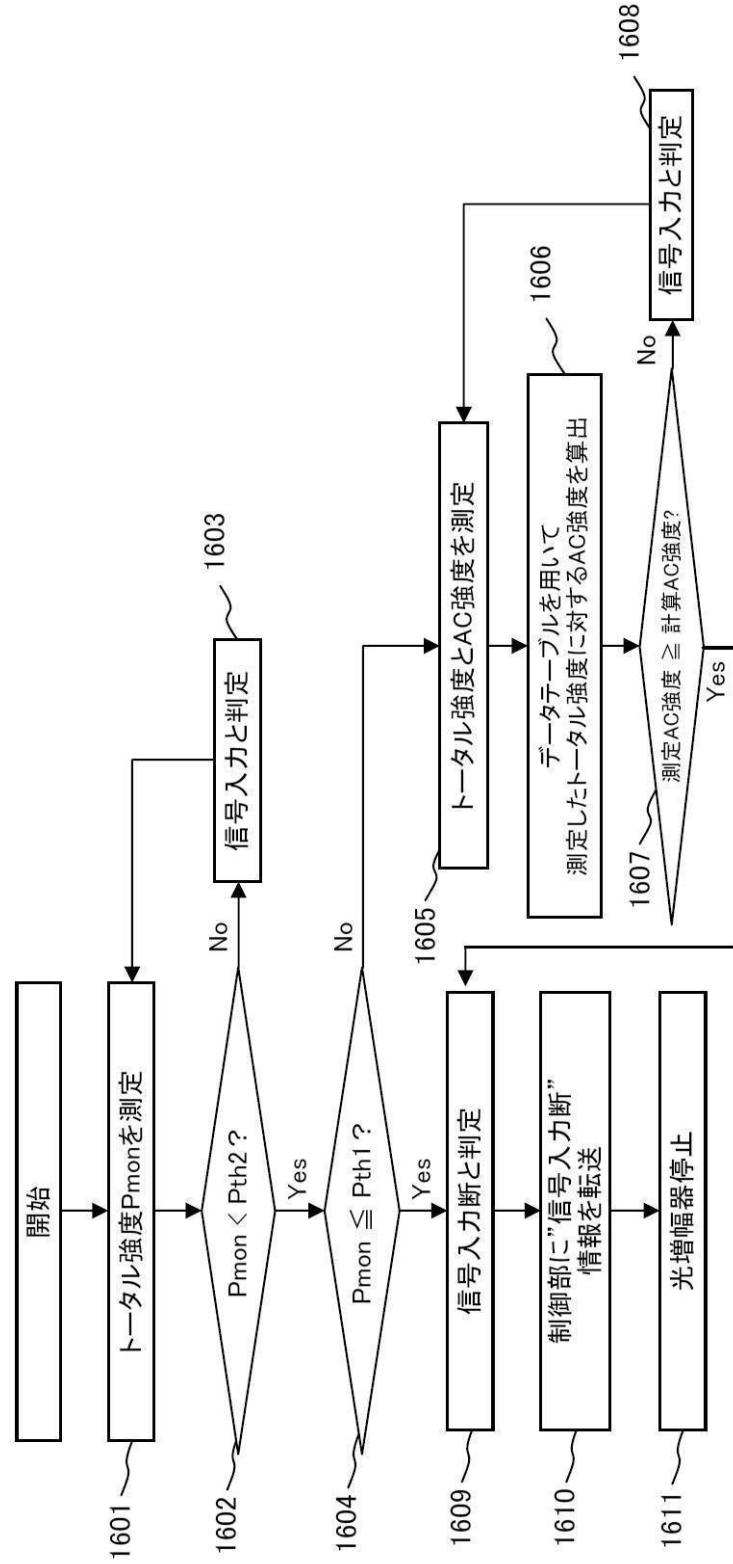 開始
トータル強度Pmonを測定
1601
Pmon < Pth2？
1602
No
Yes
信号入力と判定
1603
Pmon ≦ Pth1？
1604
No
Yes
トータル強度とAC強度を測定
1605
データテーブルを用いて
測定したトータル強度に対するAC強度を算出
1606
測定AC強度 ≧ 計算AC強度?
1607
No
Yes
信号入力と判定
1608
信号入力断と判定
1609
制御部に”信号入力断”
情報を転送
1610
光増幅器停止
1611